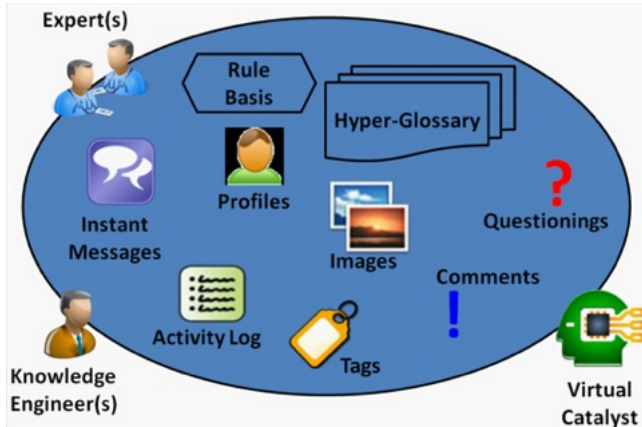 Expert(s)
Rule
Basis
Hyper-Glossary
Instant
Messages
Profiles
Images
?
Questionings
Comments
!
Activity Log
Tags
Knowledge
Engineer(s)
Virtual
Catalyst